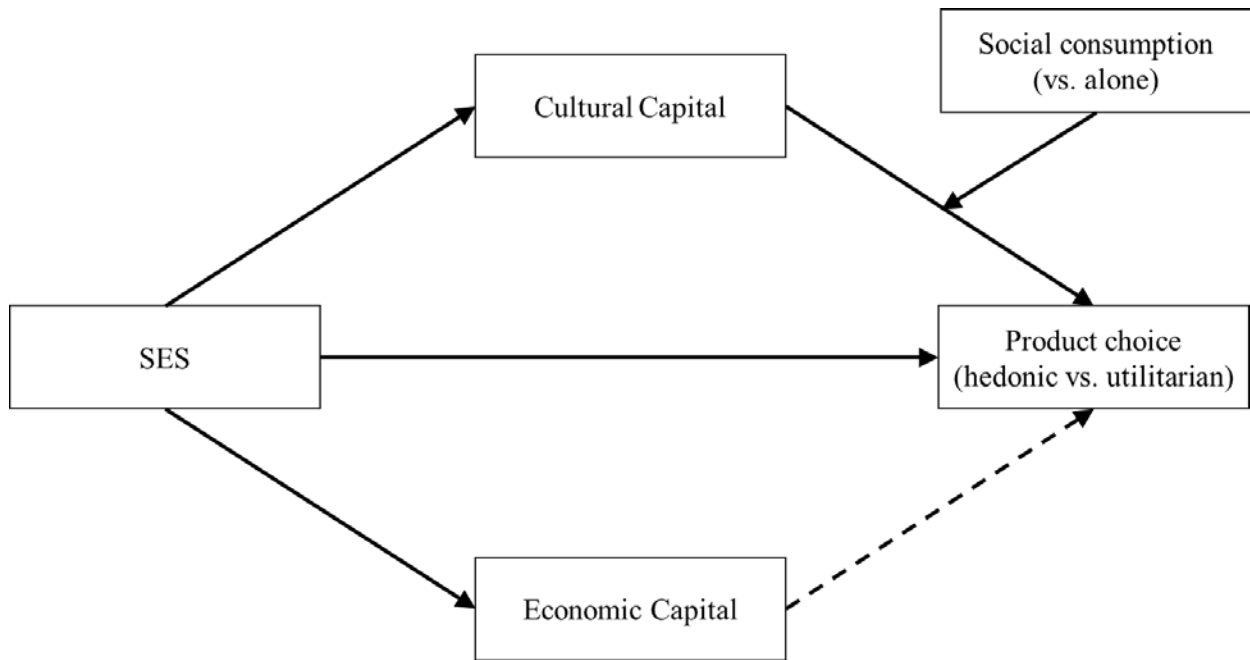 Social consumption
(vs. alone)
Cultural Capital
SES
Product choice
(hedonic vs. utilitarian)
Economic Capital